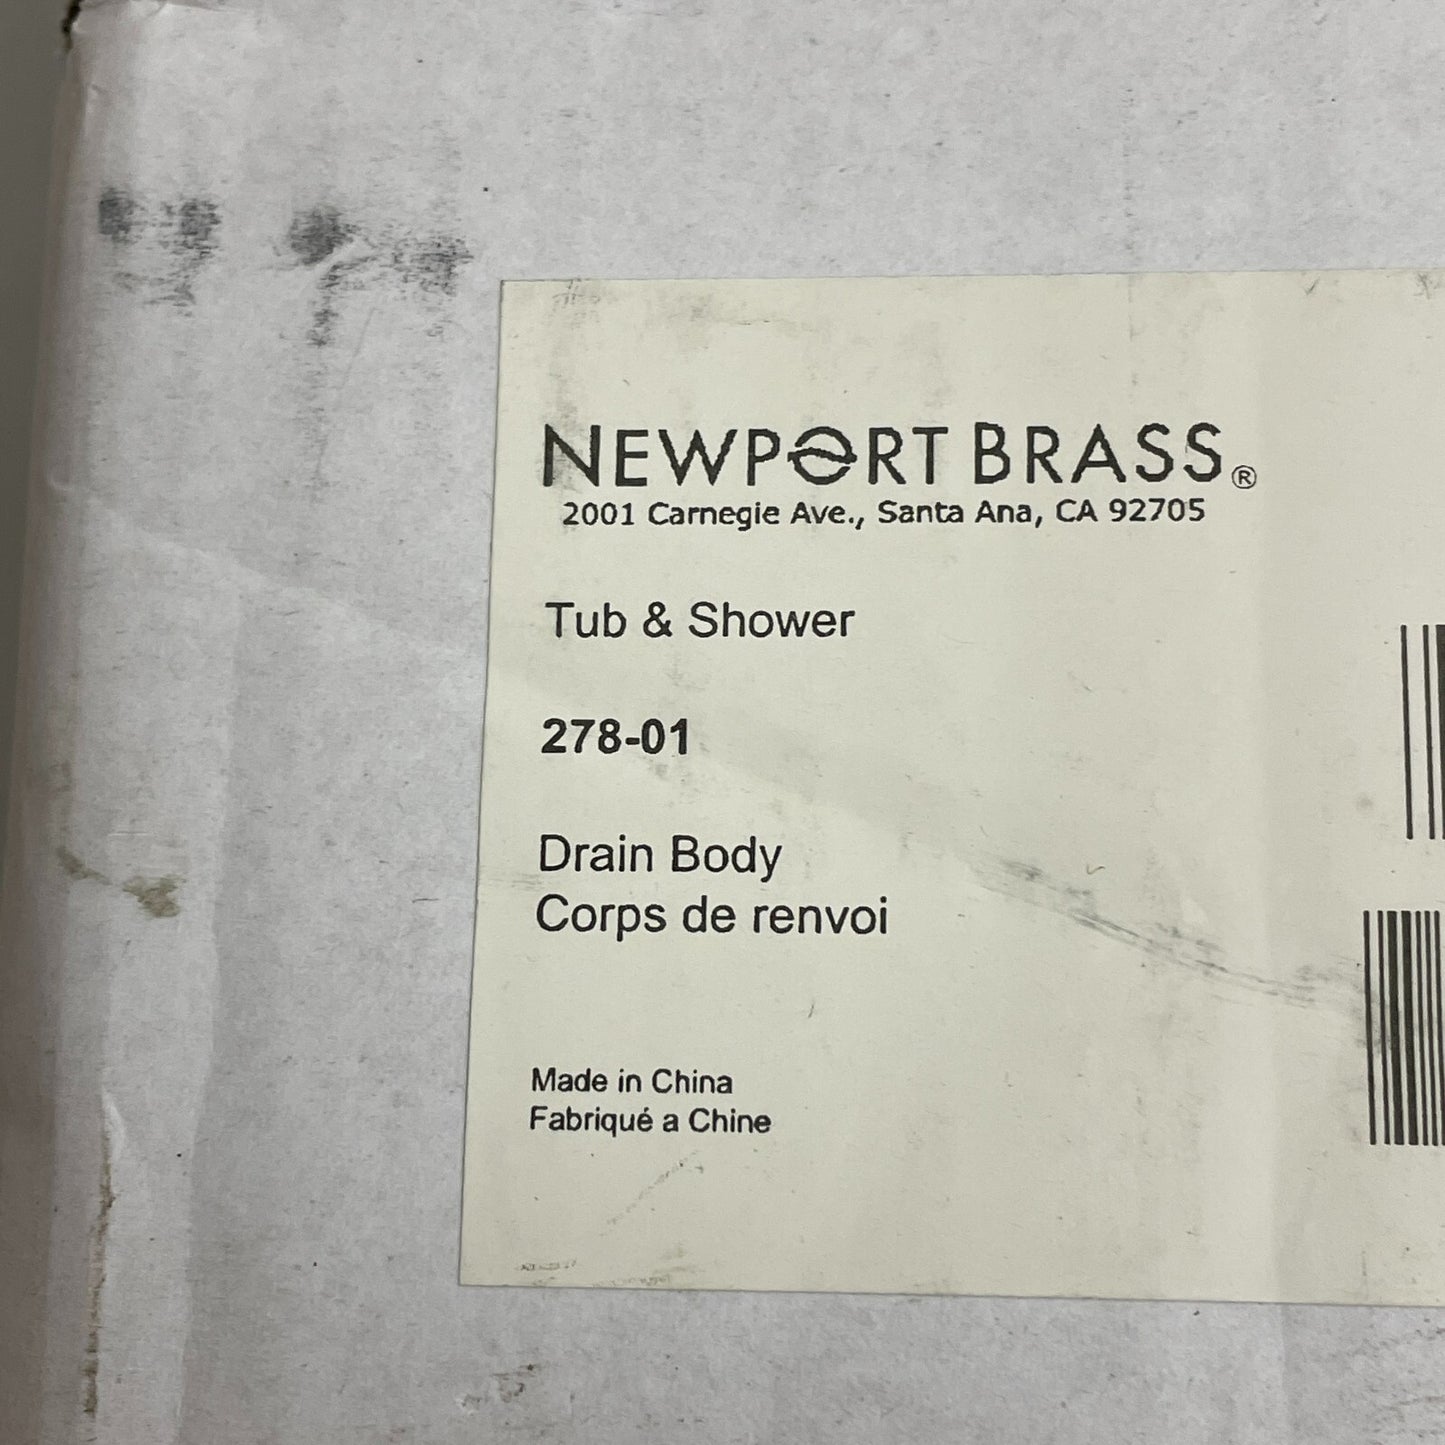 NEWPORT BRASS®
2001 Carnegie Ave., Santa Ana, CA 92705
Tub & Shower
278-01
Drain Body
Corps de renvoi
Made in China
Fabriqué a Chine